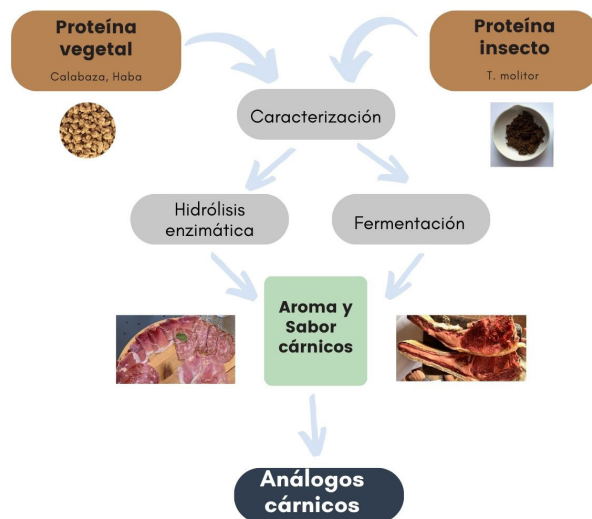 Proteína
vegetal
Calabaza, Haba
Proteína
insecto
T. molitor
Caracterización
Hidrólisis
enzimática
Fermentación
Aroma y
Sabor
cárnicos
Análogos
cárnicos